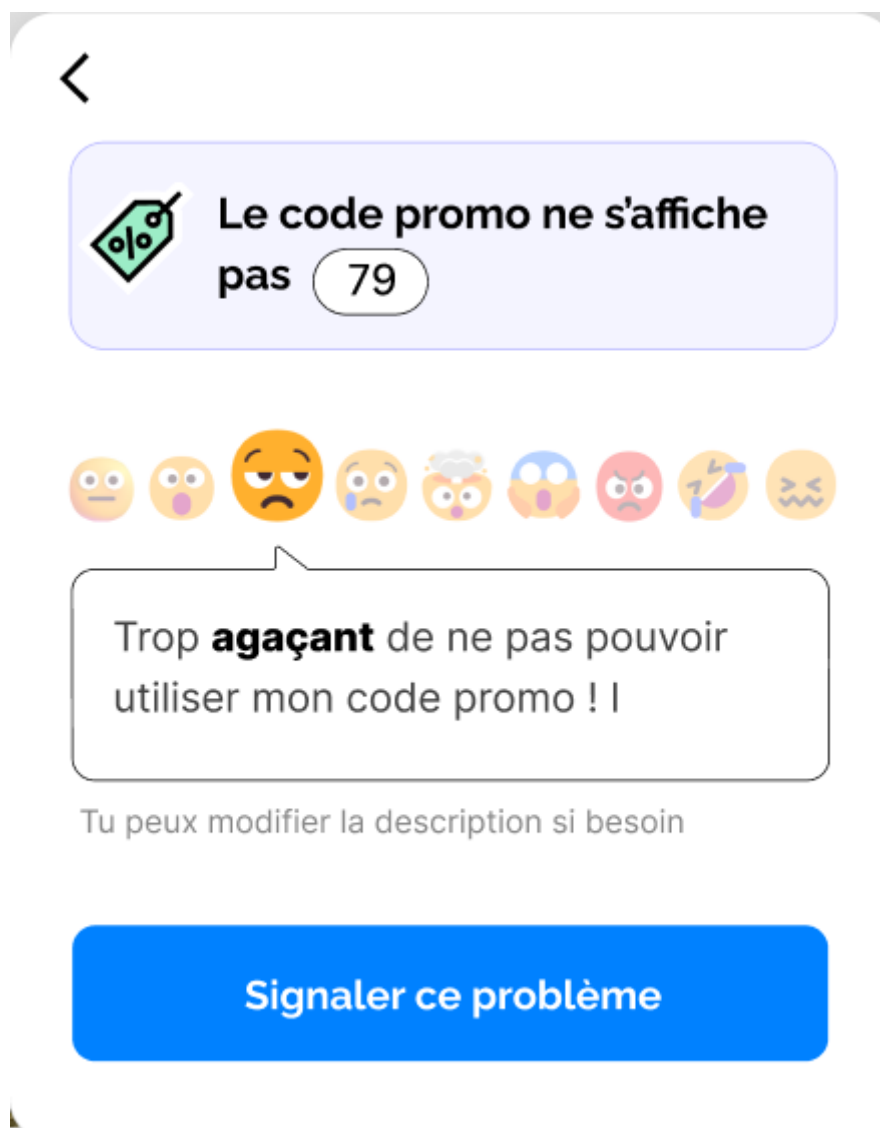 Le code promo ne s’affiche
pas 79
Trop agaçant de ne pas pouvoir
utiliser mon code promo ! l
Tu peux modifier la description si besoin
Signaler ce problème